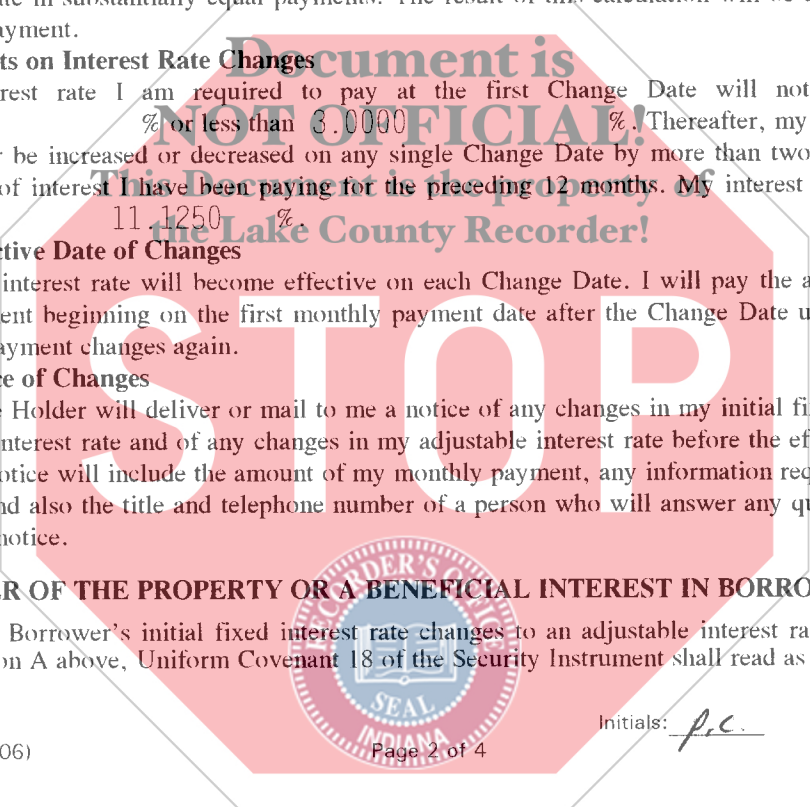 te in substantially equal payments. The result of this calculation will be
ayment.
ts on Interest Rate Changes
rest rate I am required to pay at the first Change Date will not
% or less than 3.0000 %. Thereafter, my
r be increased or decreased on any single Change Date by more than two
of interest I have been paying for the preceding 12 months. My interest
11.1250 %.
ctive Date of Changes
interest rate will become effective on each Change Date. I will pay the a
ent beginning on the first monthly payment date after the Change Date u
ayment changes again.
ce of Changes
e Holder will deliver or mail to me a notice of any changes in my initial fi
interest rate and of any changes in my adjustable interest rate before the ef
otice will include the amount of my monthly payment, any information req
nd also the title and telephone number of a person who will answer any qu
notice.
ER OF THE PROPERTY OR A BENEFICIAL INTEREST IN BORRO
Borrower's initial fixed interest rate changes to an adjustable interest ra
on A above, Uniform Covenant 18 of the Security Instrument shall read as
Initials: P.C.
06)
Page 2 of 4
Document is
NOT OFFICIAL!
This Document is the property of
the Lake County Recorder!
STOP
RECORDER'S OFFICE
SEAL
INDIANA